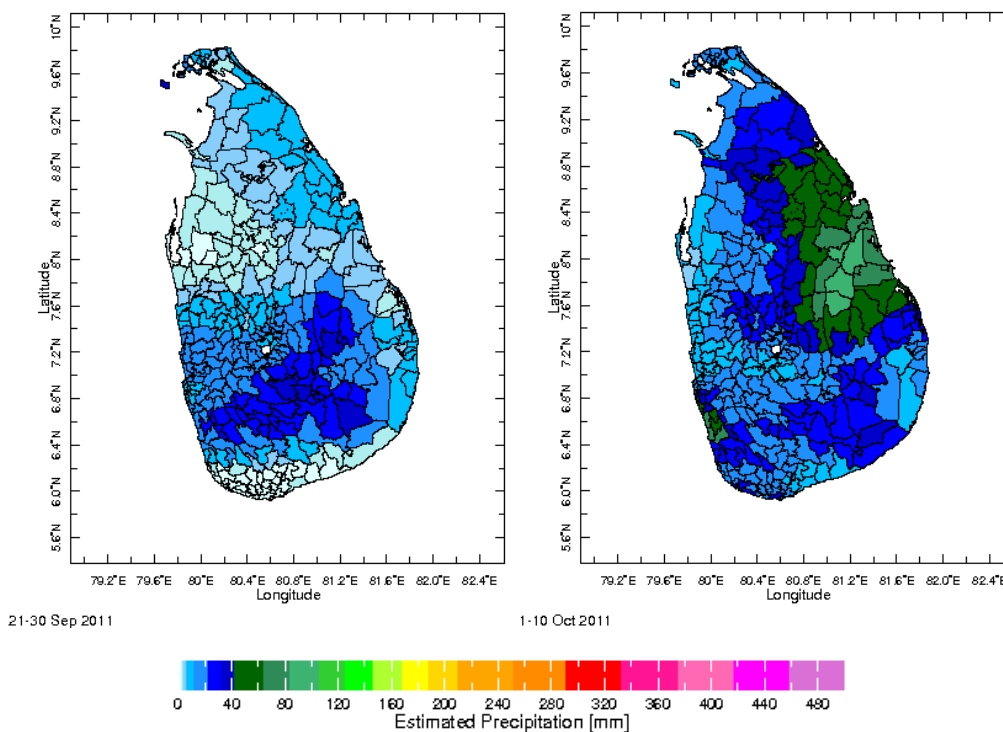 10°N
9.6°N
9.2°N
8.8°N
8.4°N
8°N
7.6°N
7.2°N
6.8°N
6.4°N
6.0°N
5.6°N
Latitude
79.2°E 79.6°E 80°E 80.4°E 80.8°E 81.2°E 81.6°E 82.0°E 82.4°E
Longitude
21-30 Sep 2011
10°N
9.6°N
9.2°N
8.8°N
8.4°N
8°N
7.6°N
7.2°N
6.8°N
6.4°N
6.0°N
5.6°N
Latitude
79.2°E 79.6°E 80°E 80.4°E 80.8°E 81.2°E 81.6°E 82.0°E 82.4°E
Longitude
1-10 Oct 2011
0 40 80 120 160 200 240 280 320 360 400 440 480
Estimated Precipitation [mm]